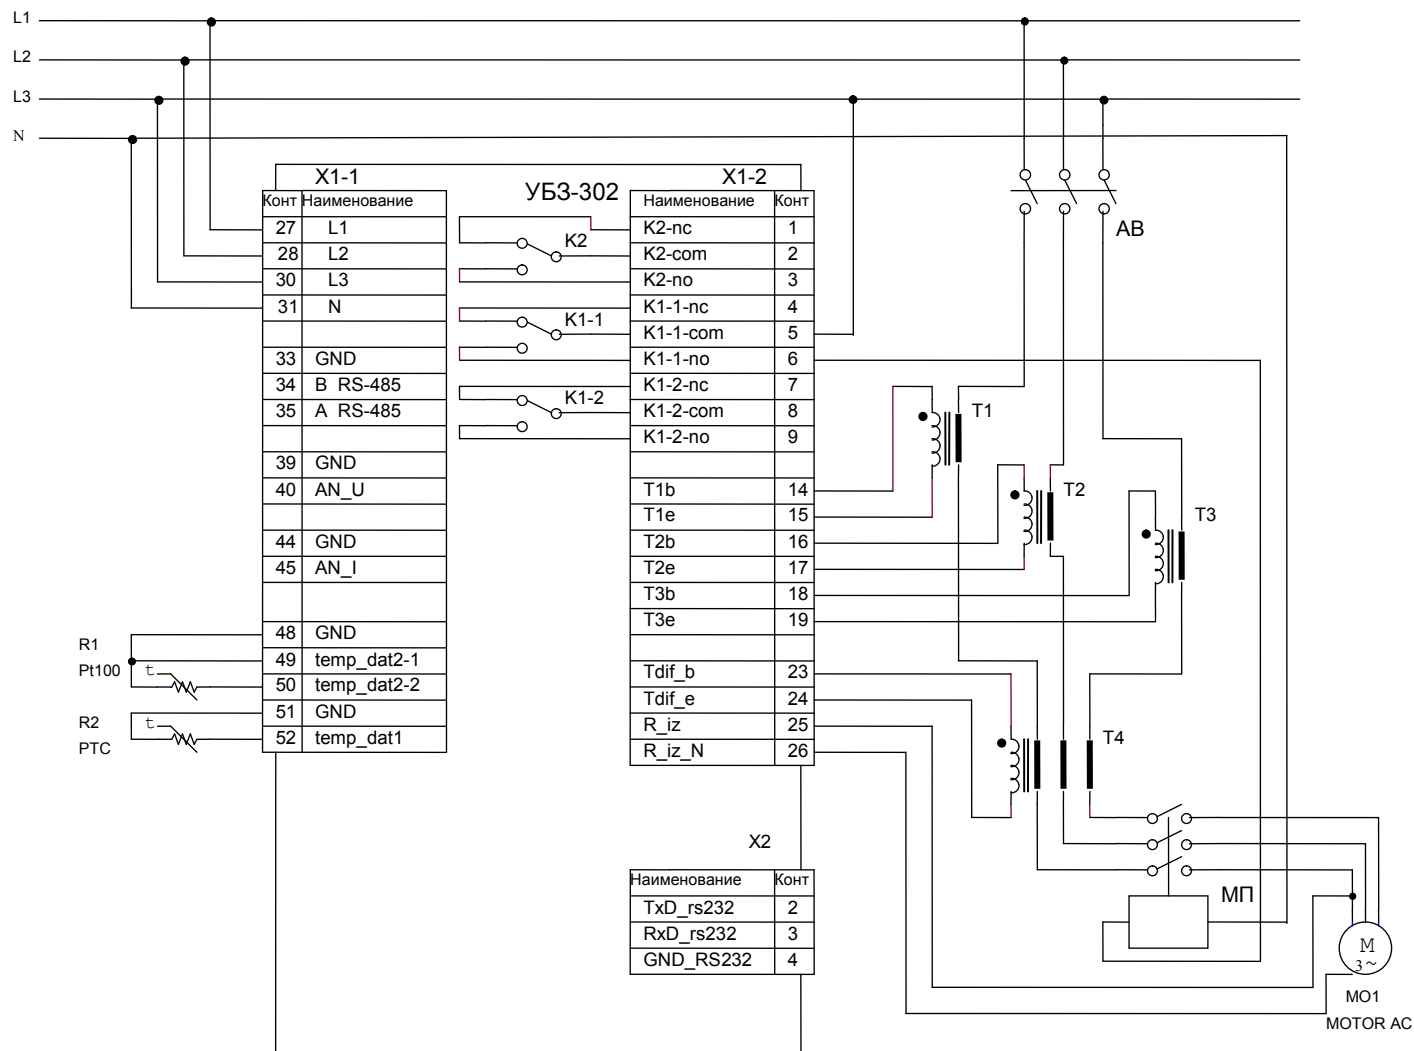 L1
L2
L3
N
X1-1
Конт Наименование
27 L1
28 L2
30 L3
31 N
33 GND
34 B RS-485
35 A RS-485
39 GND
40 AN_U
44 GND
45 AN_I
48 GND
49 temp_dat2-1
50 temp_dat2-2
51 GND
52 temp_dat1
R1
Pt100
t
R2
PTC
t
УБЗ-302
K2
K1-1
K1-2
X1-2
Наименование Конт
K2-nc 1
K2-com 2
K2-no 3
K1-1-nc 4
K1-1-com 5
K1-1-no 6
K1-2-nc 7
K1-2-com 8
K1-2-no 9
T1b 14
T1e 15
T2b 16
T2e 17
T3b 18
T3e 19
Tdif_b 23
Tdif_e 24
R_iz 25
R_iz_N 26
X2
Наименование Конт
TxD_rs232 2
RxD_rs232 3
GND_RS232 4
АВ
T1
T2
T3
T4
МП
M
3~
MO1
MOTOR AC